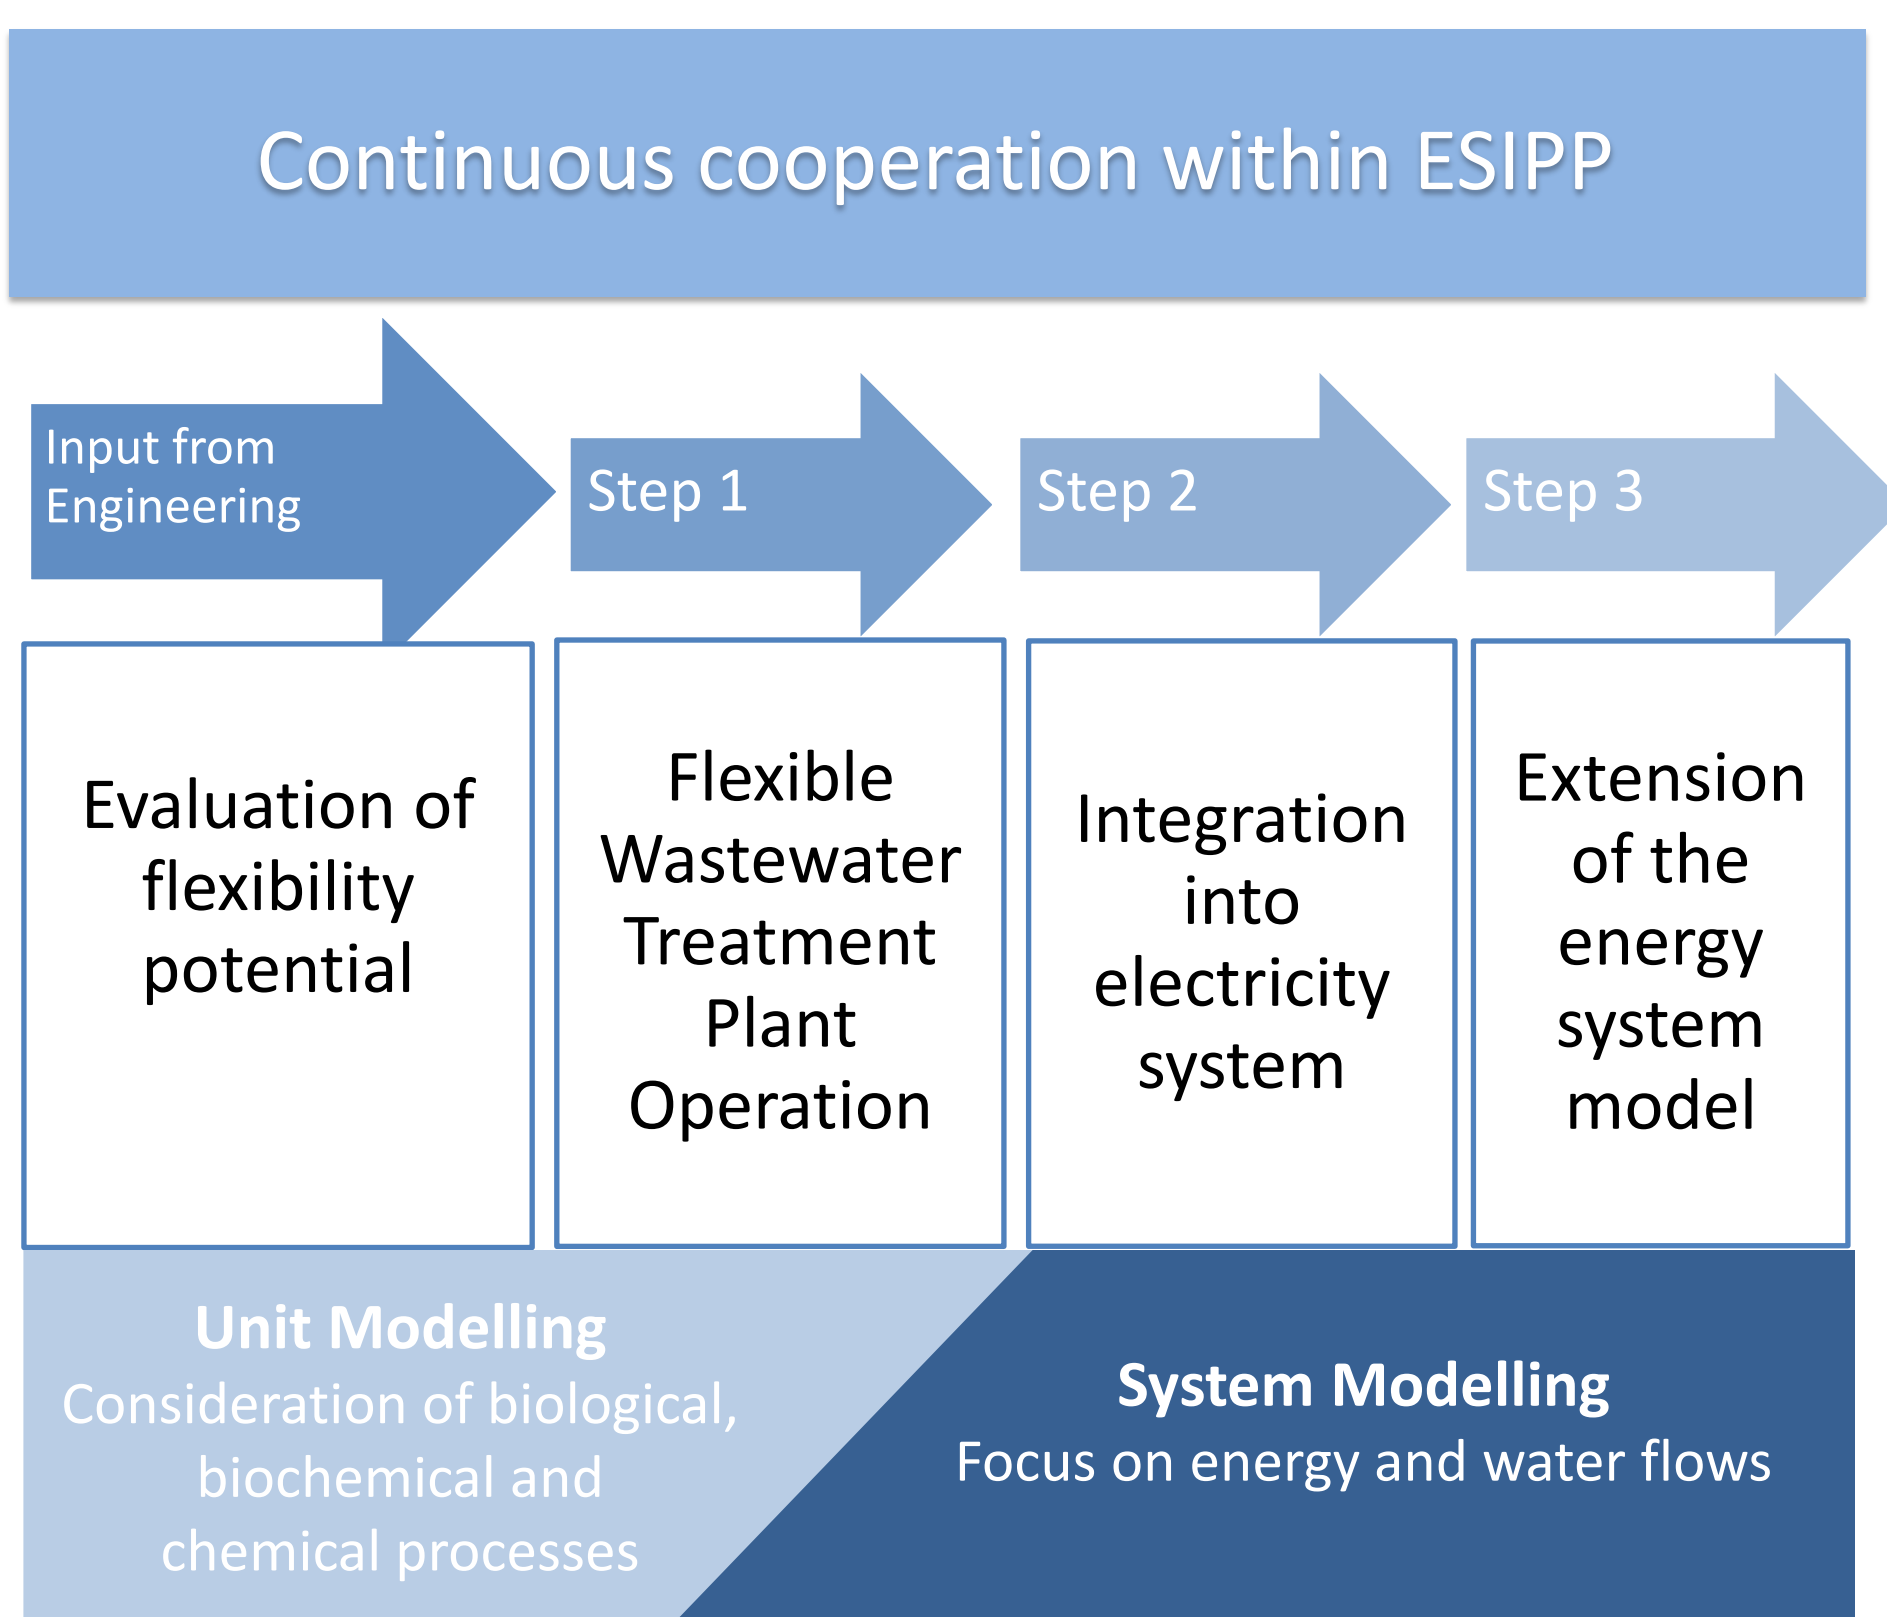 Continuous cooperation within ESIPP
Input from
Engineering
Step 1
Step 2
Step 3
Evaluation of
flexibility
potential
Flexible
Wastewater
Treatment
Plant
Operation
Integration
into
electricity
system
Extension
of the
energy
system
model
Unit Modelling
Consideration of biological,
biochemical and
chemical processes
System Modelling
Focus on energy and water flows